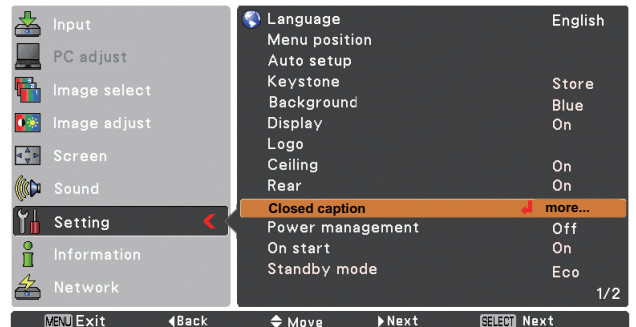 Input
PC adjust
Image select
Image adjust
Screen
Sound
Setting
Information
Network
Language English
Menu position
Auto setup
Keystone Store
Background Blue
Display On
Logo
Ceiling On
Rear On
Closed caption more...
Power management Off
On start On
Standby mode Eco
1/2
MENU Exit Back Move Next SELECT Next